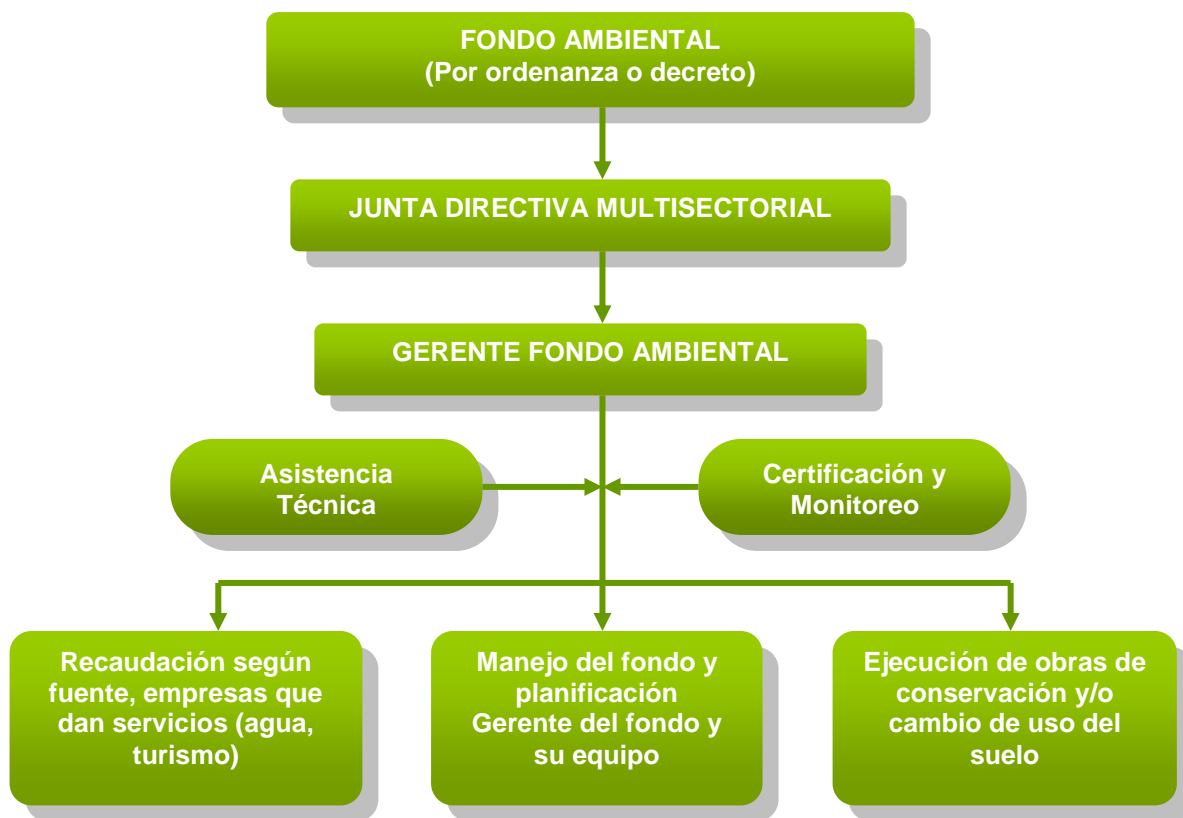 FONDO AMBIENTAL
(Por ordenanza o decreto)
JUNTA DIRECTIVA MULTISECTORIAL
GERENTE FONDO AMBIENTAL
Asistencia
Técnica
Certificación y
Monitoreo
Recaudación según
fuente, empresas que
dan servicios (agua,
turismo)
Manejo del fondo y
planificación
Gerente del fondo y
su equipo
Ejecución de obras de
conservación y/o
cambio de uso del
suelo